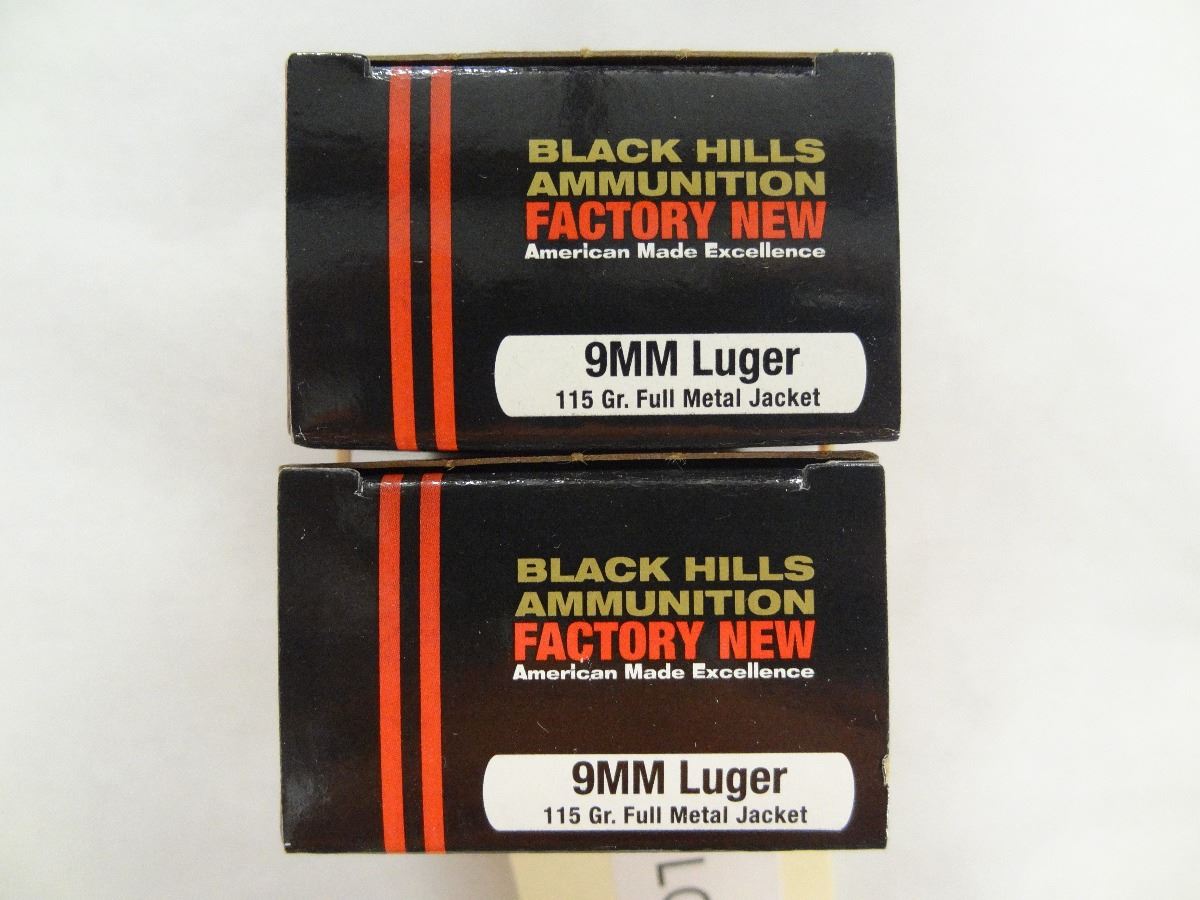 BLACK HILLS
AMMUNITION
FACTORY NEW
American Made Excellence
9MM Luger
115 Gr. Full Metal Jacket
BLACK HILLS
AMMUNITION
FACTORY NEW
American Made Excellence
9MM Luger
115 Gr. Full Metal Jacket